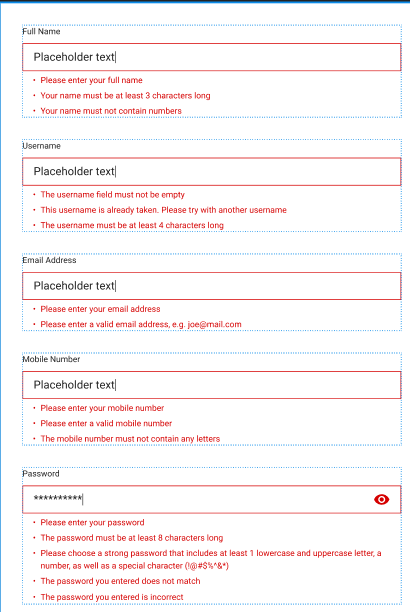 Full Name
Placeholder text
• Please enter your full name
• Your name must be at least 3 characters long
• Your name must not contain numbers
Username
Placeholder text
• The username field must not be empty
• This username is already taken. Please try with another username
• The username must be at least 4 characters long
Email Address
Placeholder text
• Please enter your email address
• Please enter a valid email address, e.g. joe@mail.com
Mobile Number
Placeholder text
• Please enter your mobile number
• Please enter a valid mobile number
• The mobile number must not contain any letters
Password
**********
• Please enter your password
• The password must be at least 8 characters long
• Please choose a strong password that includes at least 1 lowercase and uppercase letter, a
number, as well as a special character (!@#$%^&*)
• The password you entered does not match
• The password you entered is incorrect